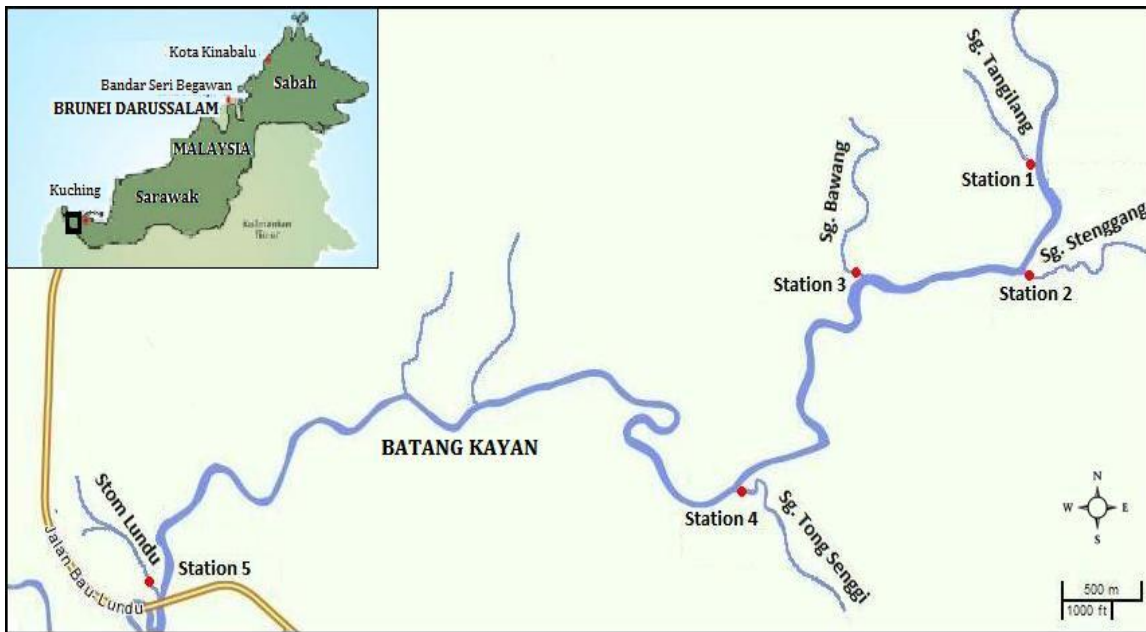 Kota Kinabalu
Sabah
Bandar Seri Begawan
BRUNEI DARUSSALAM
MALAYSIA
Kuching
Sarawak
Sg. Tangilang
Station 1
Sg. Bawang
Sg. Stenggang
Station 3
Station 2
BATANG KAYAN
Stom Lundu
Station 4
Sg. Tong Senggi
Station 5
Jalan-Bau-Lundu
N
W
E
S
500 m
1000 ft